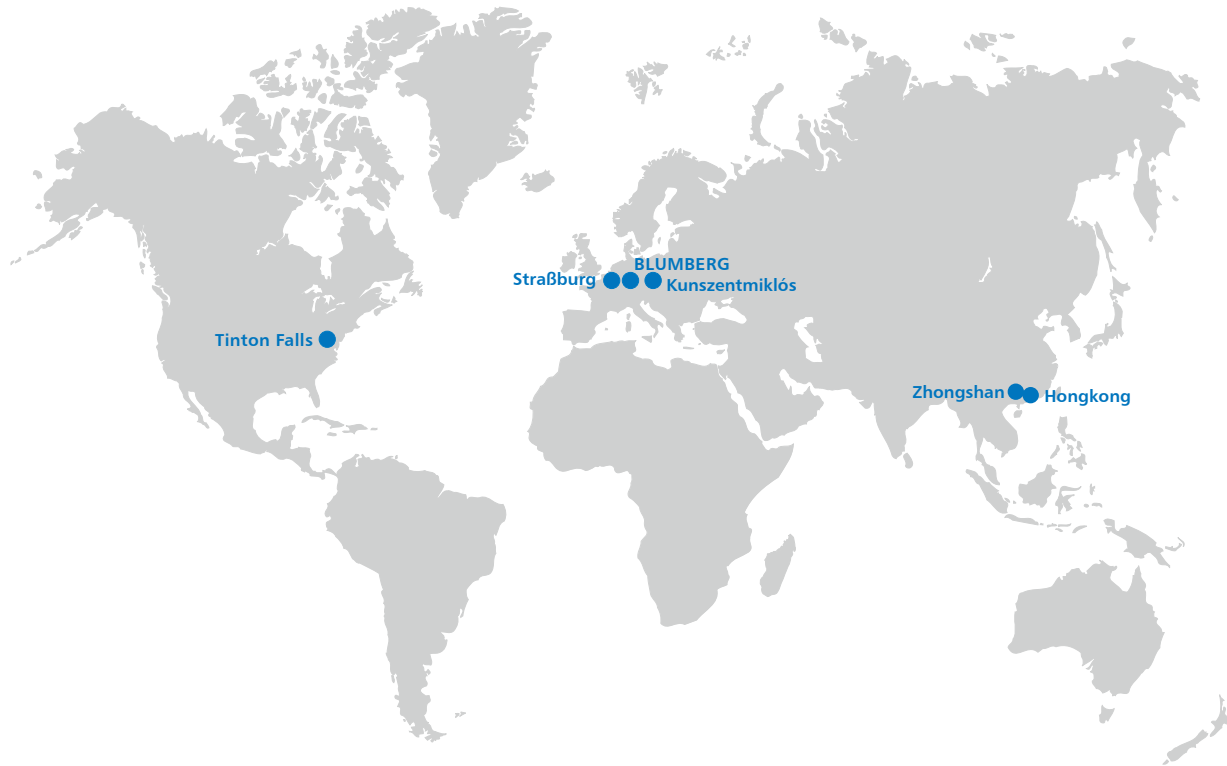 BLUMBERG
Straßburg
Kunszentmiklós
Tinton Falls
Zhongshan
Hongkong